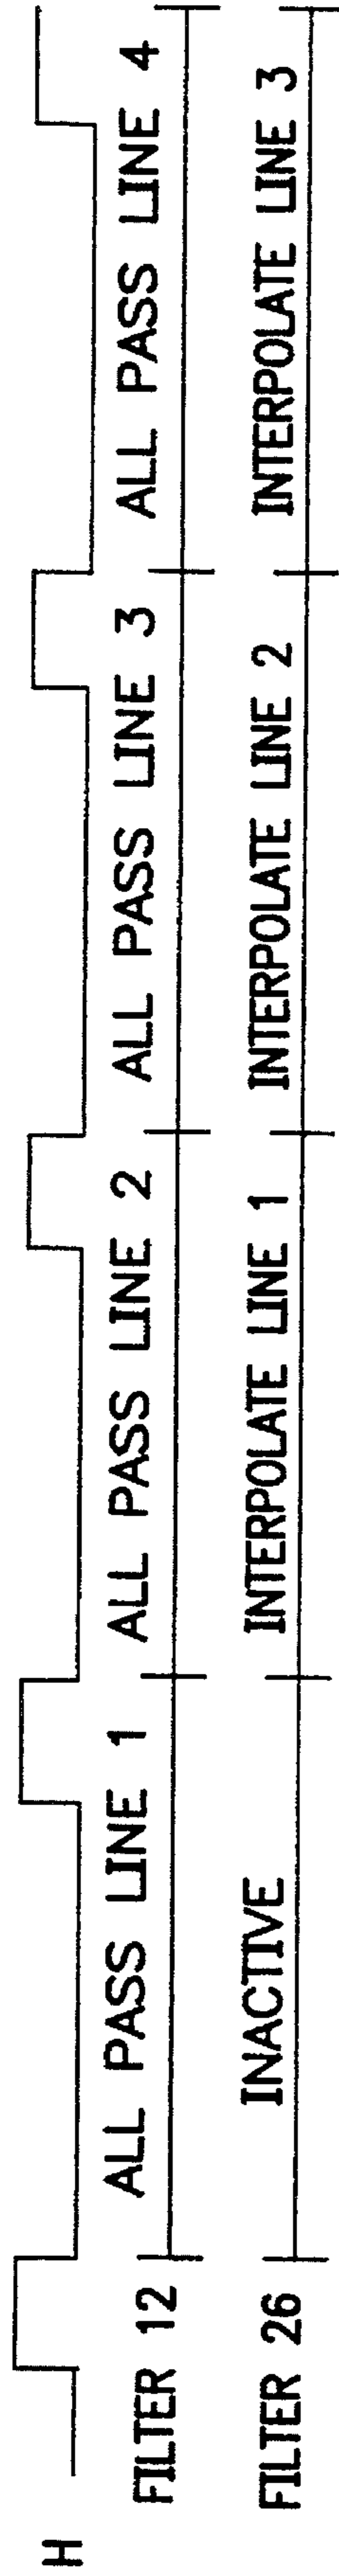 H
FILTER 12 ALL PASS LINE 1 ALL PASS LINE 2 ALL PASS LINE 3 ALL PASS LINE 4
FILTER 26 INACTIVE INTERPOLATE LINE 1 INTERPOLATE LINE 2 INTERPOLATE LINE 3